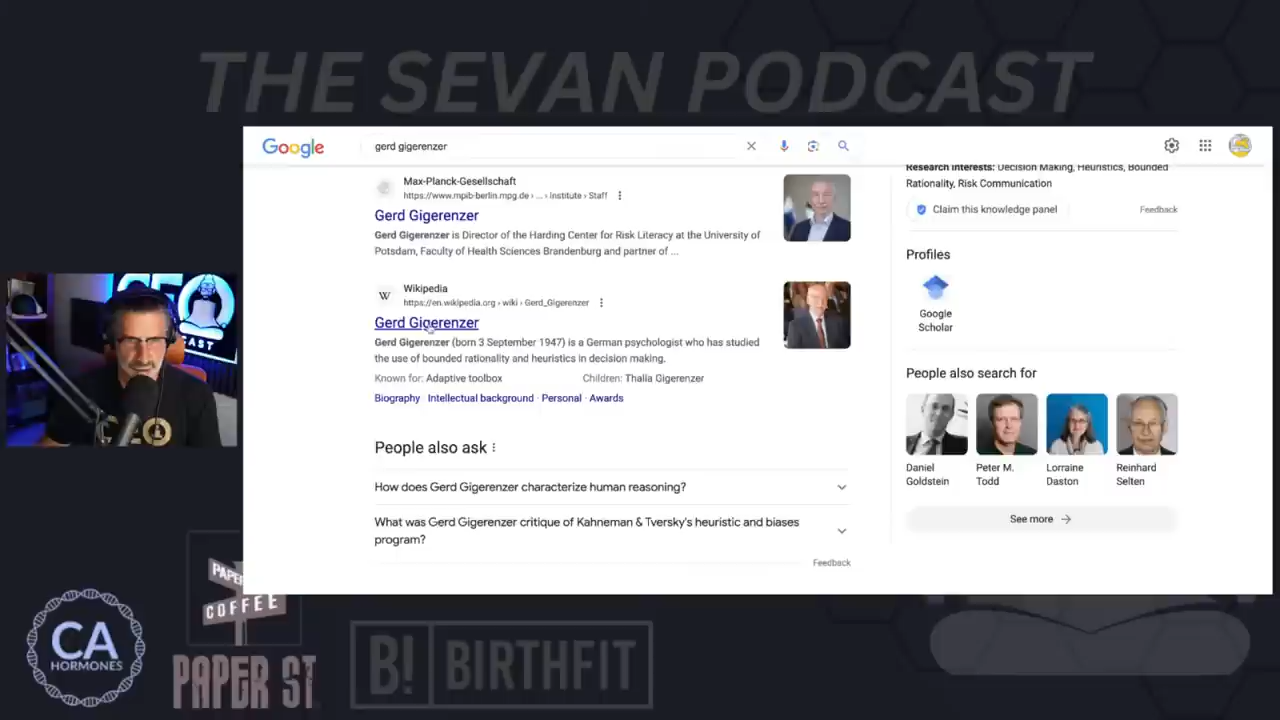 THE SEVAN PODCAST
Google
gerd gigerenzer
Max-Planck-Gesellschaft
https://www.mpib-berlin.mpg.de › ... › Institute › Staff
Gerd Gigerenzer
Gerd Gigerenzer is Director of the Harding Center for Risk Literacy at the University of
Potsdam, Faculty of Health Sciences Brandenburg and partner of ...
W
Wikipedia
https://en.wikipedia.org › wiki › Gerd_Gigerenzer
Gerd Gigerenzer
Gerd Gigerenzer (born 3 September 1947) is a German psychologist who has studied
the use of bounded rationality and heuristics in decision making.
Known for: Adaptive toolbox
Children: Thalia Gigerenzer
Biography · Intellectual background · Personal · Awards
People also ask
How does Gerd Gigerenzer characterize human reasoning?
What was Gerd Gigerenzer critique of Kahneman & Tversky's heuristic and biases
program?
Feedback
Research interests: Decision Making, Heuristics, Bounded
Rationality, Risk Communication
Claim this knowledge panel
Feedback
Profiles
Google
Scholar
People also search for
Daniel
Goldstein
Peter M.
Todd
Lorraine
Daston
Reinhard
Selten
See more
CEO
CA
HORMONES
COFFEE
PAPER ST
B! BIRTHFIT